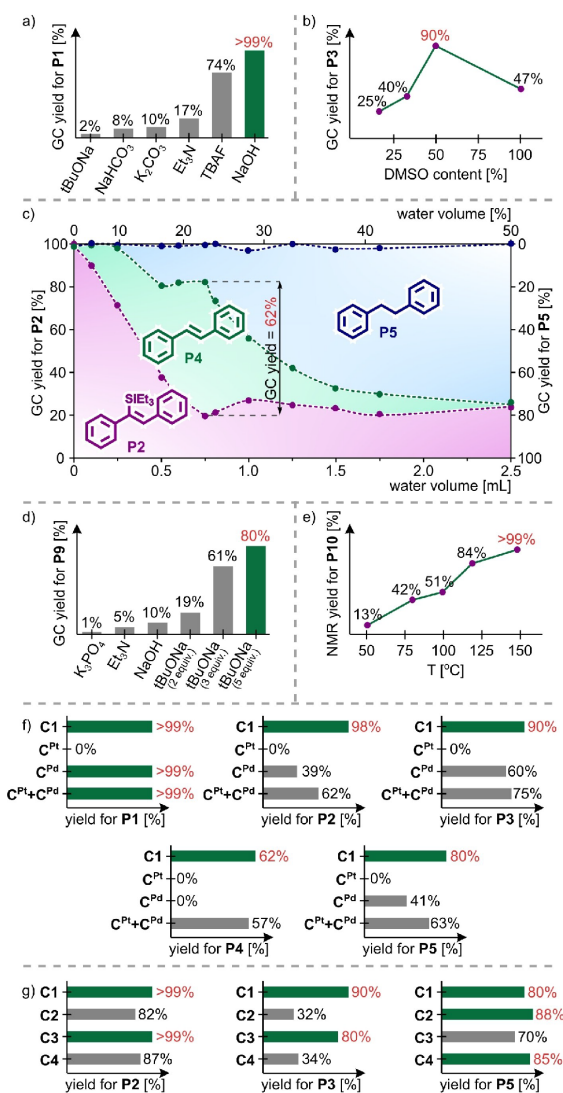 a)
GC yield for P1 [%]
2%
8%
10%
17%
74%
>99%
tBuONa
NaHCO3
K2CO3
Et3N
TBAF
NaOH
b)
GC yield for P3 [%]
25%
40%
90%
47%
25
50
75
100
DMSO content [%]
c)
water volume [%]
0
10
20
30
40
50
GC yield for P2 [%]
100
80
60
40
20
0
GC yield for P5 [%]
0
20
40
60
80
100
P4
P5
SiEt3
P2
GC yield = 62%
0
0.5
1.0
1.5
2.0
2.5
water volume [mL]
d)
GC yield for P9 [%]
1%
5%
10%
19%
61%
80%
K3PO4
Et3N
NaOH
tBuONa
(2 equiv.)
tBuONa
(3 equiv.)
tBuONa
(5 equiv.)
e)
NMR yield for P10 [%]
13%
42%
51%
84%
>99%
50
75
100
125
150
T [ºC]
f)
C1 >99%
CPt 0%
CPd >99%
CPt+CPd >99%
yield for P1 [%]
C1 98%
CPt 0%
CPd 39%
CPt+CPd 62%
yield for P2 [%]
C1 90%
CPt 0%
CPd 60%
CPt+CPd 75%
yield for P3 [%]
C1 62%
CPt 0%
CPd 0%
CPt+CPd 57%
yield for P4 [%]
C1 80%
CPt 0%
CPd 41%
CPt+CPd 63%
yield for P5 [%]
g)
C1 >99%
C2 82%
C3 >99%
C4 87%
yield for P2 [%]
C1 90%
C2 32%
C3 80%
C4 34%
yield for P3 [%]
C1 80%
C2 88%
C3 70%
C4 85%
yield for P5 [%]